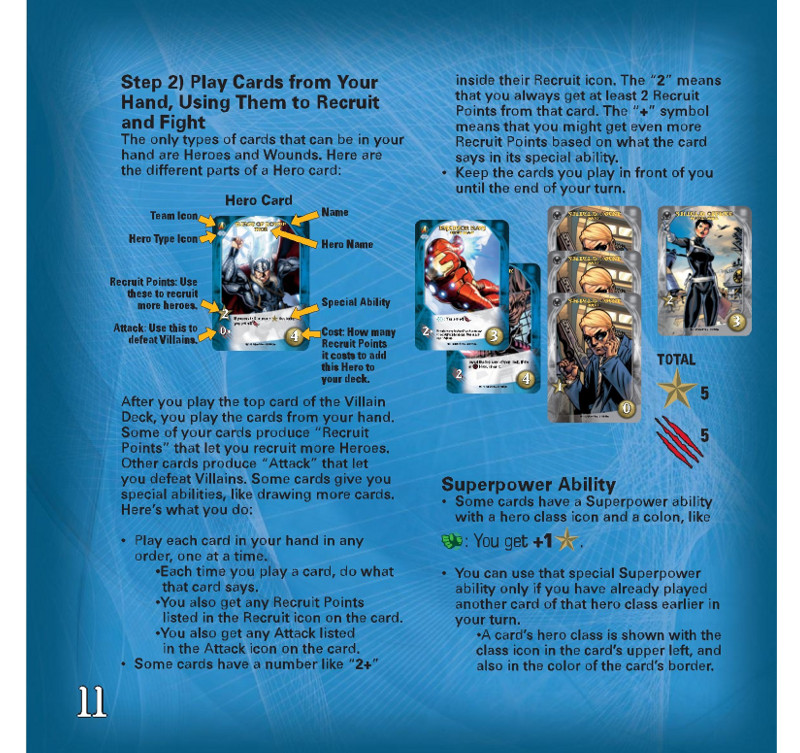 Step 2) Play Cards from Your
Hand, Using Them to Recruit
and Fight
The only types of cards that can be in your
hand are Heroes and Wounds. Here are
the different parts of a Hero card:
Hero Card
Team Icon
Name
Hero Type Icon
Hero Name
Recruit Points: Use
these to recruit
more heroes.
Special Ability
Attack: Use this to
defeat Villains.
Cost: How many
Recruit Points
it costs to add
this Hero to
your deck.
2
0+
4
After you play the top card of the Villain
Deck, you play the cards from your hand.
Some of your cards produce “Recruit
Points” that let you recruit more Heroes.
Other cards produce “Attack” that let
you defeat Villains. Some cards give you
special abilities, like drawing more cards.
Here’s what you do:
• Play each card in your hand in any
order, one at a time.
•Each time you play a card, do what
that card says.
•You also get any Recruit Points
listed in the Recruit icon on the card.
•You also get any Attack listed
in the Attack icon on the card.
• Some cards have a number like “2+”
inside their Recruit icon. The “2” means
that you always get at least 2 Recruit
Points from that card. The “+” symbol
means that you might get even more
Recruit Points based on what the card
says in its special ability.
• Keep the cards you play in front of you
until the end of your turn.
2+
3
2
4
1
0
2
3
TOTAL
5
5
Superpower Ability
• Some cards have a Superpower ability
with a hero class icon and a colon, like
: You get +1 .
• You can use that special Superpower
ability only if you have already played
another card of that hero class earlier in
your turn.
•A card’s hero class is shown with the
class icon in the card’s upper left, and
also in the color of the card’s border.
11